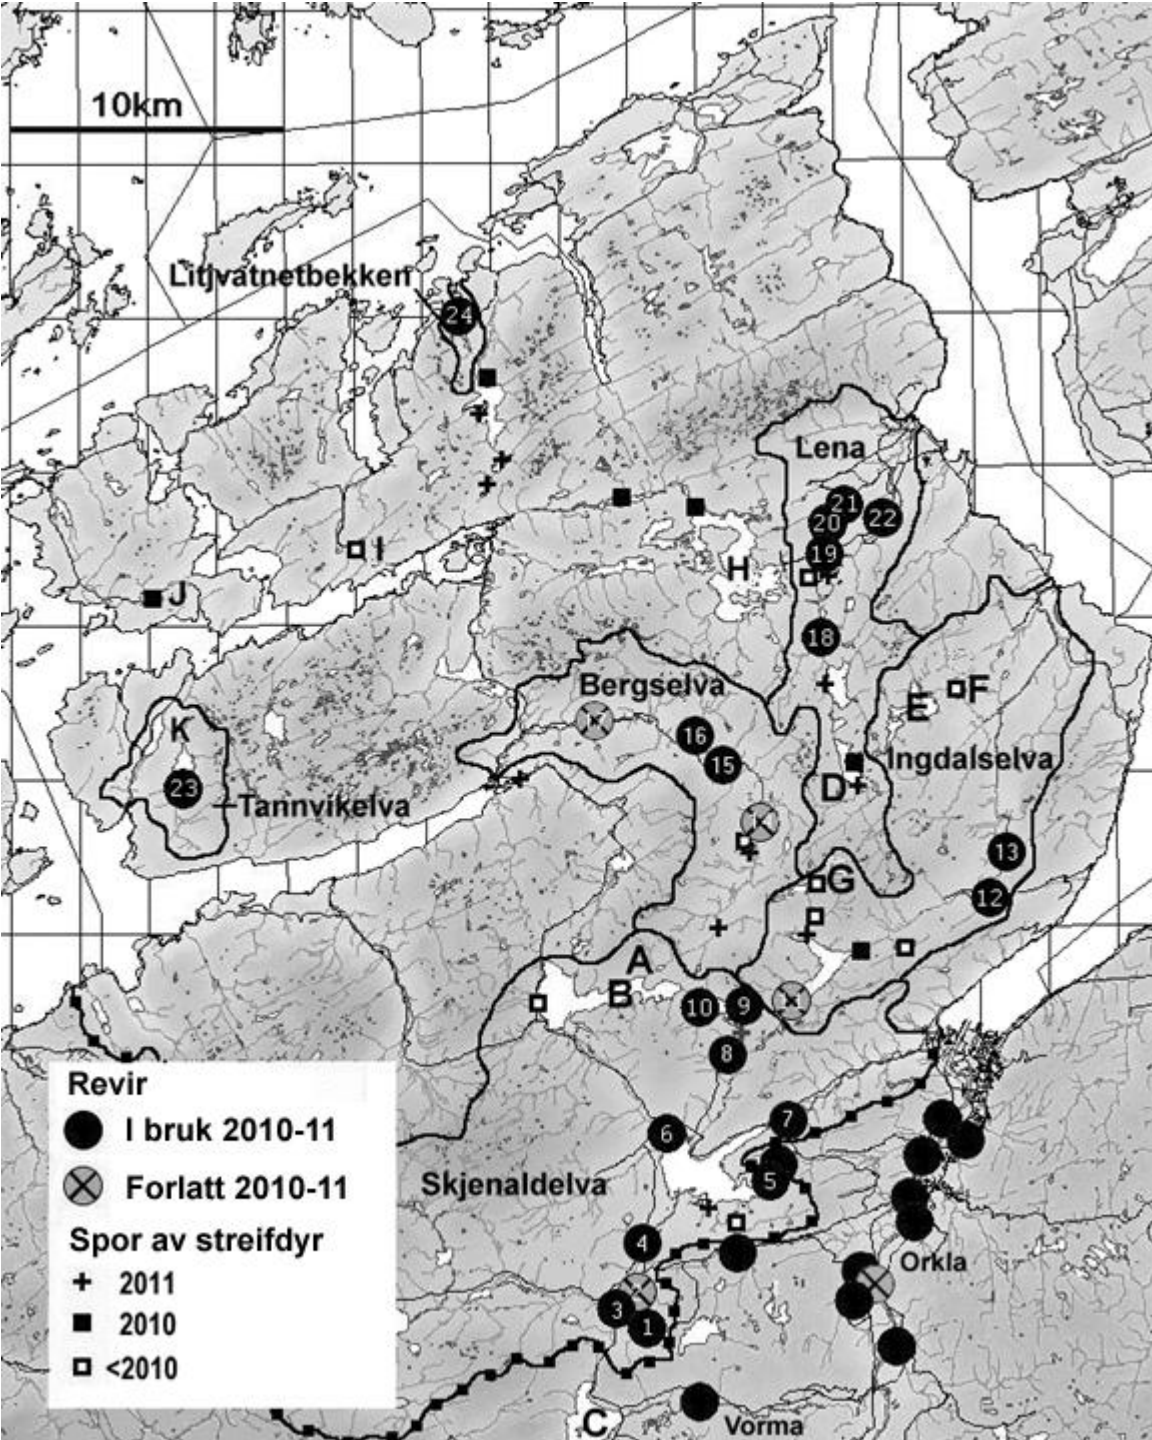 10km
Litjvatnetbekken
24
Lena
21
20
22
19
H
I
J
18
Bergselva
E
F
K
16
15
Ingdalselva
D
23
Tannvikelva
13
G
12
A
B
10
9
8
7
6
5
Skjenaldelva
4
Orkla
3
1
C
Vorma
Revir
I bruk 2010-11
Forlatt 2010-11
Spor av streifdyr
2011
2010
<2010